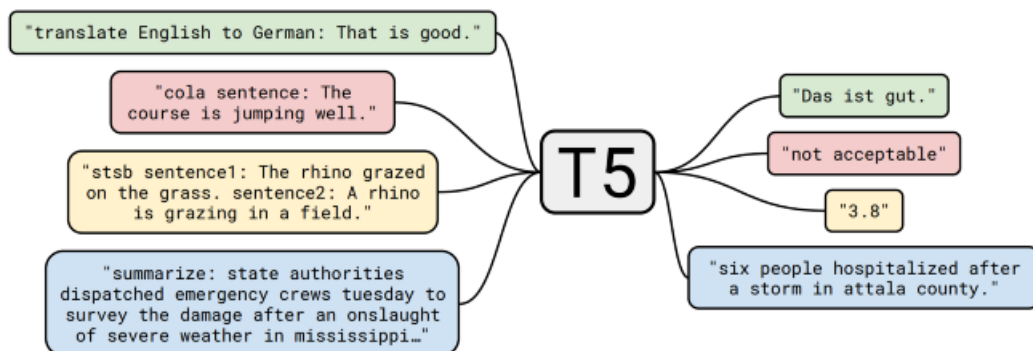 "translate English to German: That is good."
"cola sentence: The
course is jumping well."
"stsb sentence1: The rhino grazed
on the grass. sentence2: A rhino
is grazing in a field."
"summarize: state authorities
dispatched emergency crews tuesday to
survey the damage after an onslaught
of severe weather in mississippi…"
T5
"Das ist gut."
"not acceptable"
"3.8"
"six people hospitalized after
a storm in attala county."